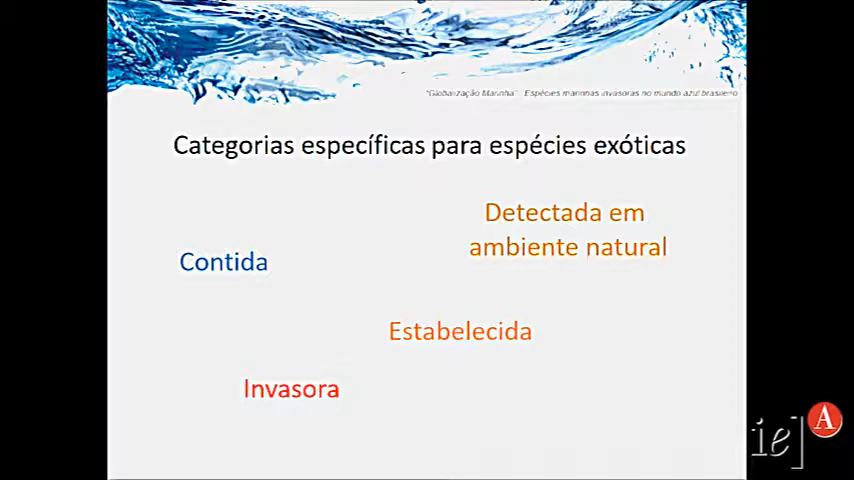 "Globalização Marinha" Espécies marinhas invasoras no mundo azul brasileiro
Categorias específicas para espécies exóticas
Detectada em
ambiente natural
Contida
Estabelecida
Invasora
ie]
A